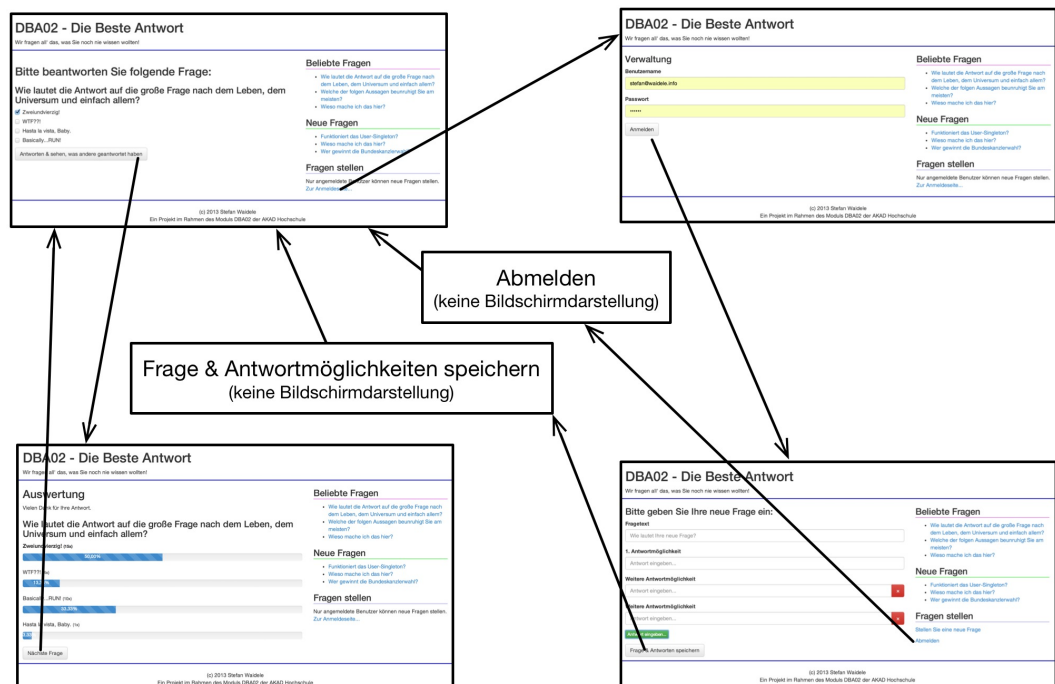 DBA02 - Die Beste Antwort
Wir fragen all' das, was Sie noch nie wissen wollten!
Bitte beantworten Sie folgende Frage:
Wie lautet die Antwort auf die große Frage nach dem Leben, dem
Universum und einfach allem?
Zweiundvierzig!
WTF??!
Hasta la vista, Baby.
Basically...RUN!
Antworten & sehen, was andere geantwortet haben
Beliebte Fragen
Wie lautet die Antwort auf die große Frage nach
dem Leben, dem Universum und einfach allem?
Welche der folgen Aussagen beunruhigt Sie am
meisten?
Wieso mache ich das hier?
Neue Fragen
Funktioniert das User-Singleton?
Wieso mache ich das hier?
Wer gewinnt die Bundeskanzlerwahl?
Fragen stellen
Nur angemeldete Benutzer können neue Fragen stellen.
Zur Anmeldeseite...
(c) 2013 Stefan Waidele
Ein Projekt im Rahmen des Moduls DBA02 der AKAD Hochschule
DBA02 - Die Beste Antwort
Wir fragen all' das, was Sie noch nie wissen wollten!
Verwaltung
Benutzername
stefan@waidele.info
Passwort
••••••
Anmelden
Beliebte Fragen
Wie lautet die Antwort auf die große Frage nach
dem Leben, dem Universum und einfach allem?
Welche der folgen Aussagen beunruhigt Sie am
meisten?
Wieso mache ich das hier?
Neue Fragen
Funktioniert das User-Singleton?
Wieso mache ich das hier?
Wer gewinnt die Bundeskanzlerwahl?
Fragen stellen
Nur angemeldete Benutzer können neue Fragen stellen.
Zur Anmeldeseite...
(c) 2013 Stefan Waidele
Ein Projekt im Rahmen des Moduls DBA02 der AKAD Hochschule
Abmelden
(keine Bildschirmdarstellung)
Frage & Antwortmöglichkeiten speichern
(keine Bildschirmdarstellung)
DBA02 - Die Beste Antwort
Wir fragen all' das, was Sie noch nie wissen wollten!
Auswertung
Vielen Dank für Ihre Antwort.
Wie lautet die Antwort auf die große Frage nach dem Leben, dem
Universum und einfach allem?
Zweiundvierzig! (15x)
50,00%
WTF??!
Basically...RUN! (10x)
33,33%
Hasta la vista, Baby. (1x)
Nächste Frage
Beliebte Fragen
Wie lautet die Antwort auf die große Frage nach
dem Leben, dem Universum und einfach allem?
Welche der folgen Aussagen beunruhigt Sie am
meisten?
Wieso mache ich das hier?
Neue Fragen
Funktioniert das User-Singleton?
Wieso mache ich das hier?
Wer gewinnt die Bundeskanzlerwahl?
Fragen stellen
Nur angemeldete Benutzer können neue Fragen stellen.
Zur Anmeldeseite...
(c) 2013 Stefan Waidele
Ein Projekt im Rahmen des Moduls DBA02 der AKAD Hochschule
DBA02 - Die Beste Antwort
Wir fragen all' das, was Sie noch nie wissen wollten!
Bitte geben Sie Ihre neue Frage ein:
Fragetext
Wie lautet Ihre neue Frage?
1. Antwortmöglichkeit
Antwort eingeben...
Weitere Antwortmöglichkeit
Antwort eingeben...
Weitere Antwortmöglichkeit
Antwort eingeben...
Antwort eingeben...
Frage & Antworten speichern
Beliebte Fragen
Wie lautet die Antwort auf die große Frage nach
dem Leben, dem Universum und einfach allem?
Welche der folgen Aussagen beunruhigt Sie am
meisten?
Wieso mache ich das hier?
Neue Fragen
Funktioniert das User-Singleton?
Wieso mache ich das hier?
Wer gewinnt die Bundeskanzlerwahl?
Fragen stellen
Stellen Sie eine neue Frage
Abmelden
(c) 2013 Stefan Waidele
Ein Projekt im Rahmen des Moduls DBA02 der AKAD Hochschule